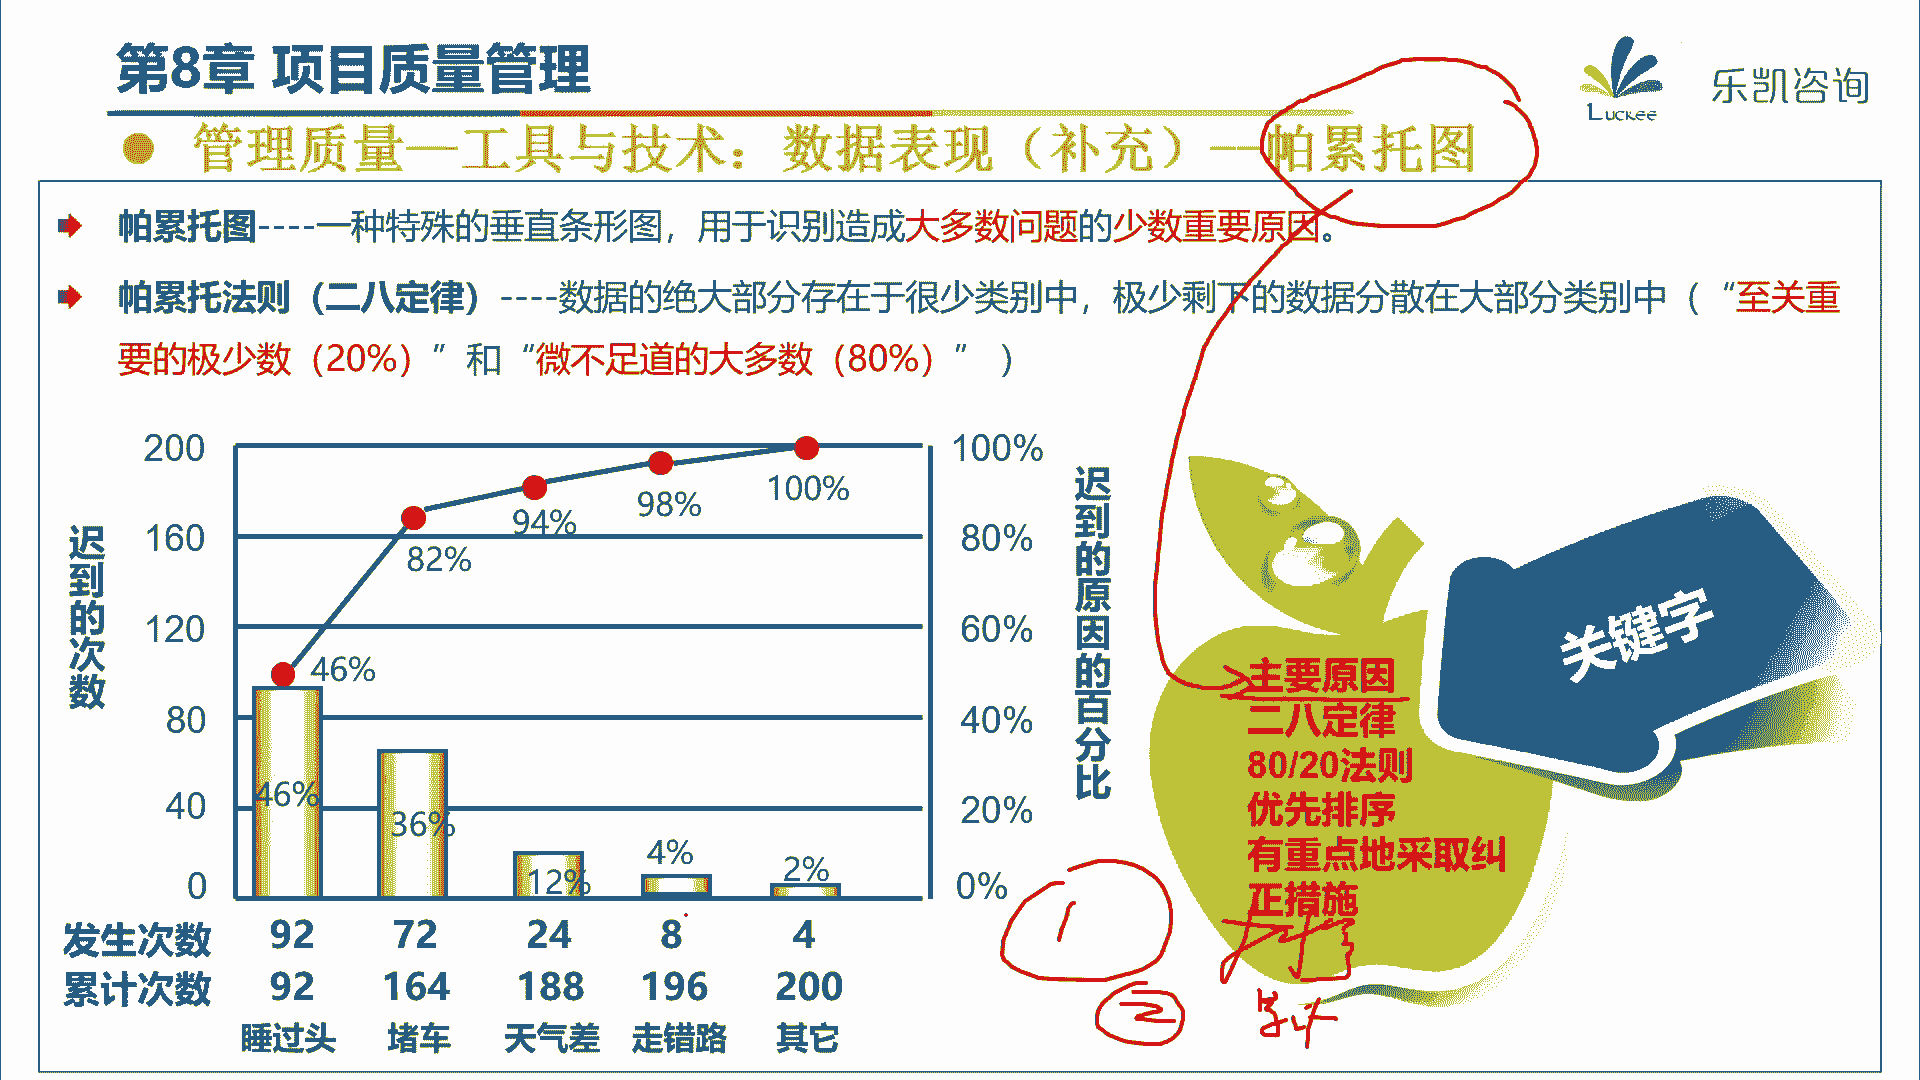 第8章 项目质量管理
Luckee
乐凯咨询
管理质量—工具与技术：数据表现（补充）—-帕累托图
帕累托图----一种特殊的垂直条形图，用于识别造成大多数问题的少数重要原因。
帕累托法则（二八定律）----数据的绝大部分存在于很少类别中，极少剩下的数据分散在大部分类别中（“至关重
要的极少数（20%）”和“微不足道的大多数（80%）” ）
迟到的次数
200
160
120
80
40
0
46%
82%
94%
98%
100%
46%
36%
12%
4%
2%
100%
80%
60%
40%
20%
0%
迟到的原因的百分比
发生次数 92 72 24 8 4
累计次数 92 164 188 196 200
睡过头 堵车 天气差 走错路 其它
关键字
主要原因
二八定律
80/20法则
优先排序
有重点地采取纠
正措施
1
2